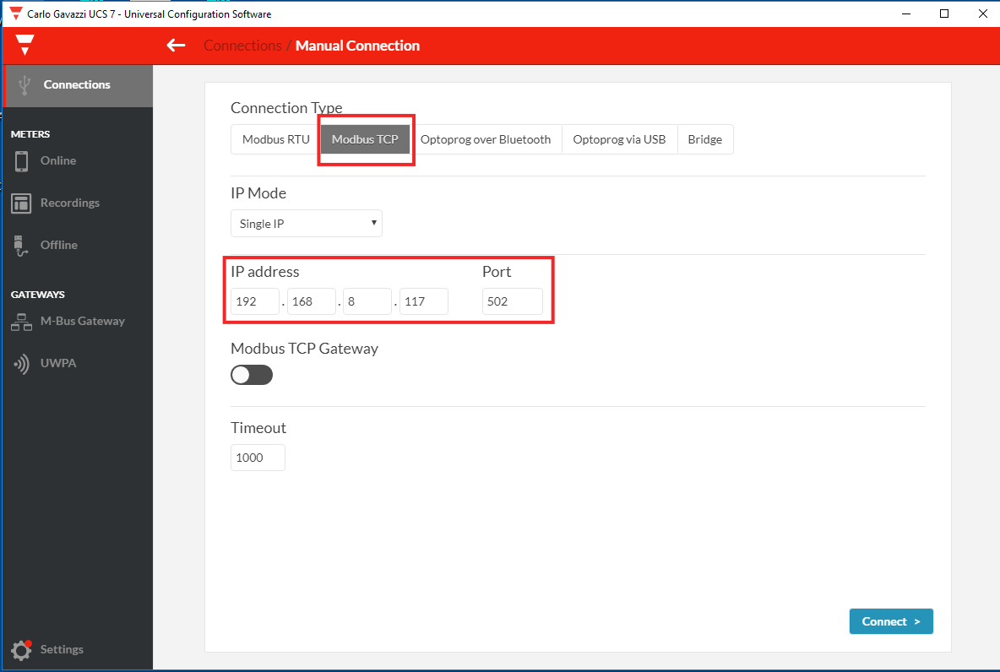 Carlo Gavazzi UCS 7 - Universal Configuration Software
Connections / Manual Connection
Connections
METERS
Online
Recordings
Offline
GATEWAYS
M-Bus Gateway
UWPA
Settings
Connection Type
Modbus RTU Modbus TCP Optoprog over Bluetooth Optoprog via USB Bridge
IP Mode
Single IP
IP address Port
192 . 168 . 8 . 117 502
Modbus TCP Gateway
Timeout
1000
Connect >